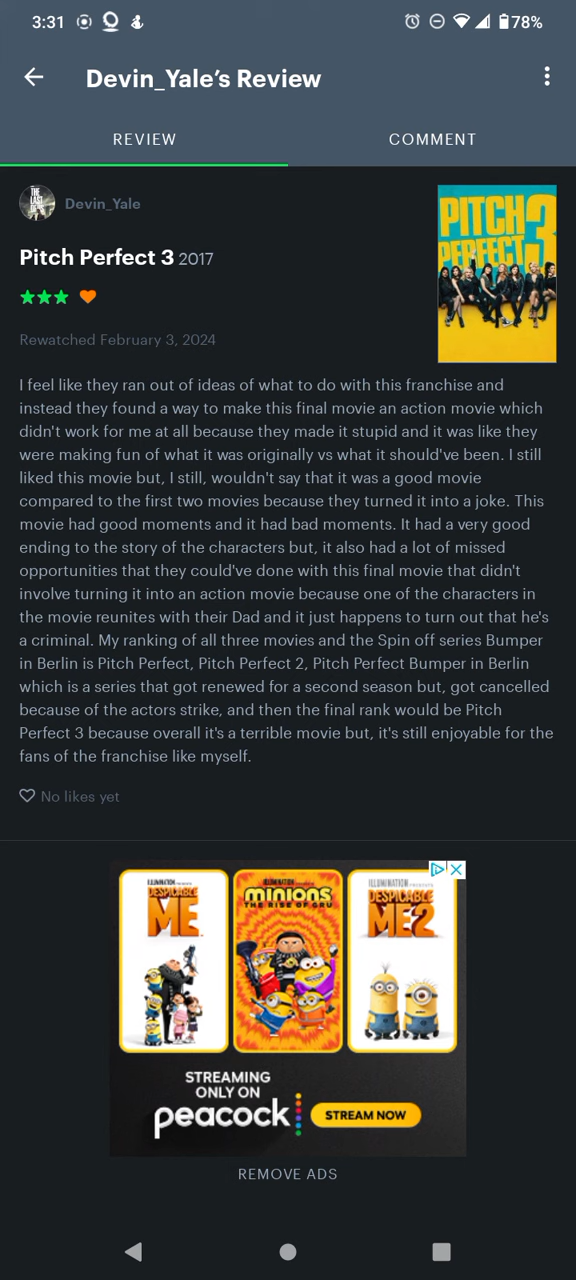 3:31
78%
Devin_Yale's Review
REVIEW
COMMENT
Devin_Yale
PITCH
PERFECT 3
Pitch Perfect 3 2017
Rewatched February 3, 2024
I feel like they ran out of ideas of what to do with this franchise and
instead they found a way to make this final movie an action movie which
didn't work for me at all because they made it stupid and it was like they
were making fun of what it was originally vs what it should've been. I still
liked this movie but, I still, wouldn't say that it was a good movie
compared to the first two movies because they turned it into a joke. This
movie had good moments and it had bad moments. It had a very good
ending to the story of the characters but, it also had a lot of missed
opportunities that they could've done with this final movie that didn't
involve turning it into an action movie because one of the characters in
the movie reunites with their Dad and it just happens to turn out that he's
a criminal. My ranking of all three movies and the Spin off series Bumper
in Berlin is Pitch Perfect, Pitch Perfect 2, Pitch Perfect Bumper in Berlin
which is a series that got renewed for a second season but, got cancelled
because of the actors strike, and then the final rank would be Pitch
Perfect 3 because overall it's a terrible movie but, it's still enjoyable for the
fans of the franchise like myself.
No likes yet
ILLUMINATION PRESENTS
DESPICABLE
ME
ILLUMINATION PRESENTS
minions
THE RISE OF GRU
ILLUMINATION PRESENTS
DESPICABLE
ME2
STREAMING
ONLY ON
peacock
STREAM NOW
REMOVE ADS